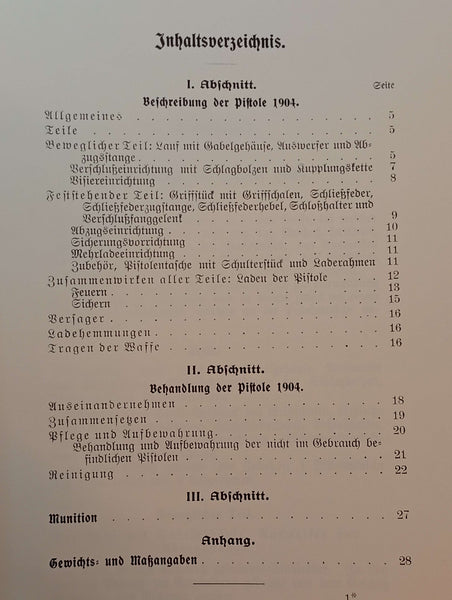 Inhaltsverzeichnis.
I. Abschnitt. Seite
Beschreibung der Pistole 1904.
Allgemeines . . . . . . . . . . . . . . . 5
Teile . . . . . . . . . . . . . . . . . 5
Beweglicher Teil: Lauf mit Gabelgehäuse, Auswerfer und Ab-
zugsstange . . . . . . . . . . . . . . 5
Verschlußeinrichtung mit Schlagbolzen und Kupplungskette 7
Visiereinrichtung . . . . . . . . . . . . . 8
Feststehender Teil: Griffstück mit Griffschalen, Schließfeder,
Schließfederzugstange, Schließfederhebel, Schloßhalter und
Verschlußfanggelenk . . . . . . . . . . . 9
Abzugseinrichtung . . . . . . . . . . . . 10
Sicherungsvorrichtung . . . . . . . . . . . 11
Mehrladeeinrichtung . . . . . . . . . . . . 11
Zubehör, Pistolentasche mit Schulterstück und Laderahmen 11
Zusammenwirken aller Teile: Laden der Pistole . . . . 12
Feuern . . . . . . . . . . . . . . . . 13
Sichern . . . . . . . . . . . . . . . . 15
Versager . . . . . . . . . . . . . . . . 16
Ladehemmungen . . . . . . . . . . . . . . 16
Tragen der Waffe . . . . . . . . . . . . . 16
II. Abschnitt.
Behandlung der Pistole 1904.
Auseinandernehmen . . . . . . . . . . . . 18
Zusammensetzen . . . . . . . . . . . . . 19
Pflege und Aufbewahrung. . . . . . . . . . . 20
Behandlung und Aufbewahrung der nicht im Gebrauch be-
findlichen Pistolen . . . . . . . . . . . . 21
Reinigung . . . . . . . . . . . . . . . 22
III. Abschnitt.
Munition . . . . . . . . . . . . . . . . 27
Anhang.
Gewichts- und Maßangaben . . . . . . . . . . . 28
1*